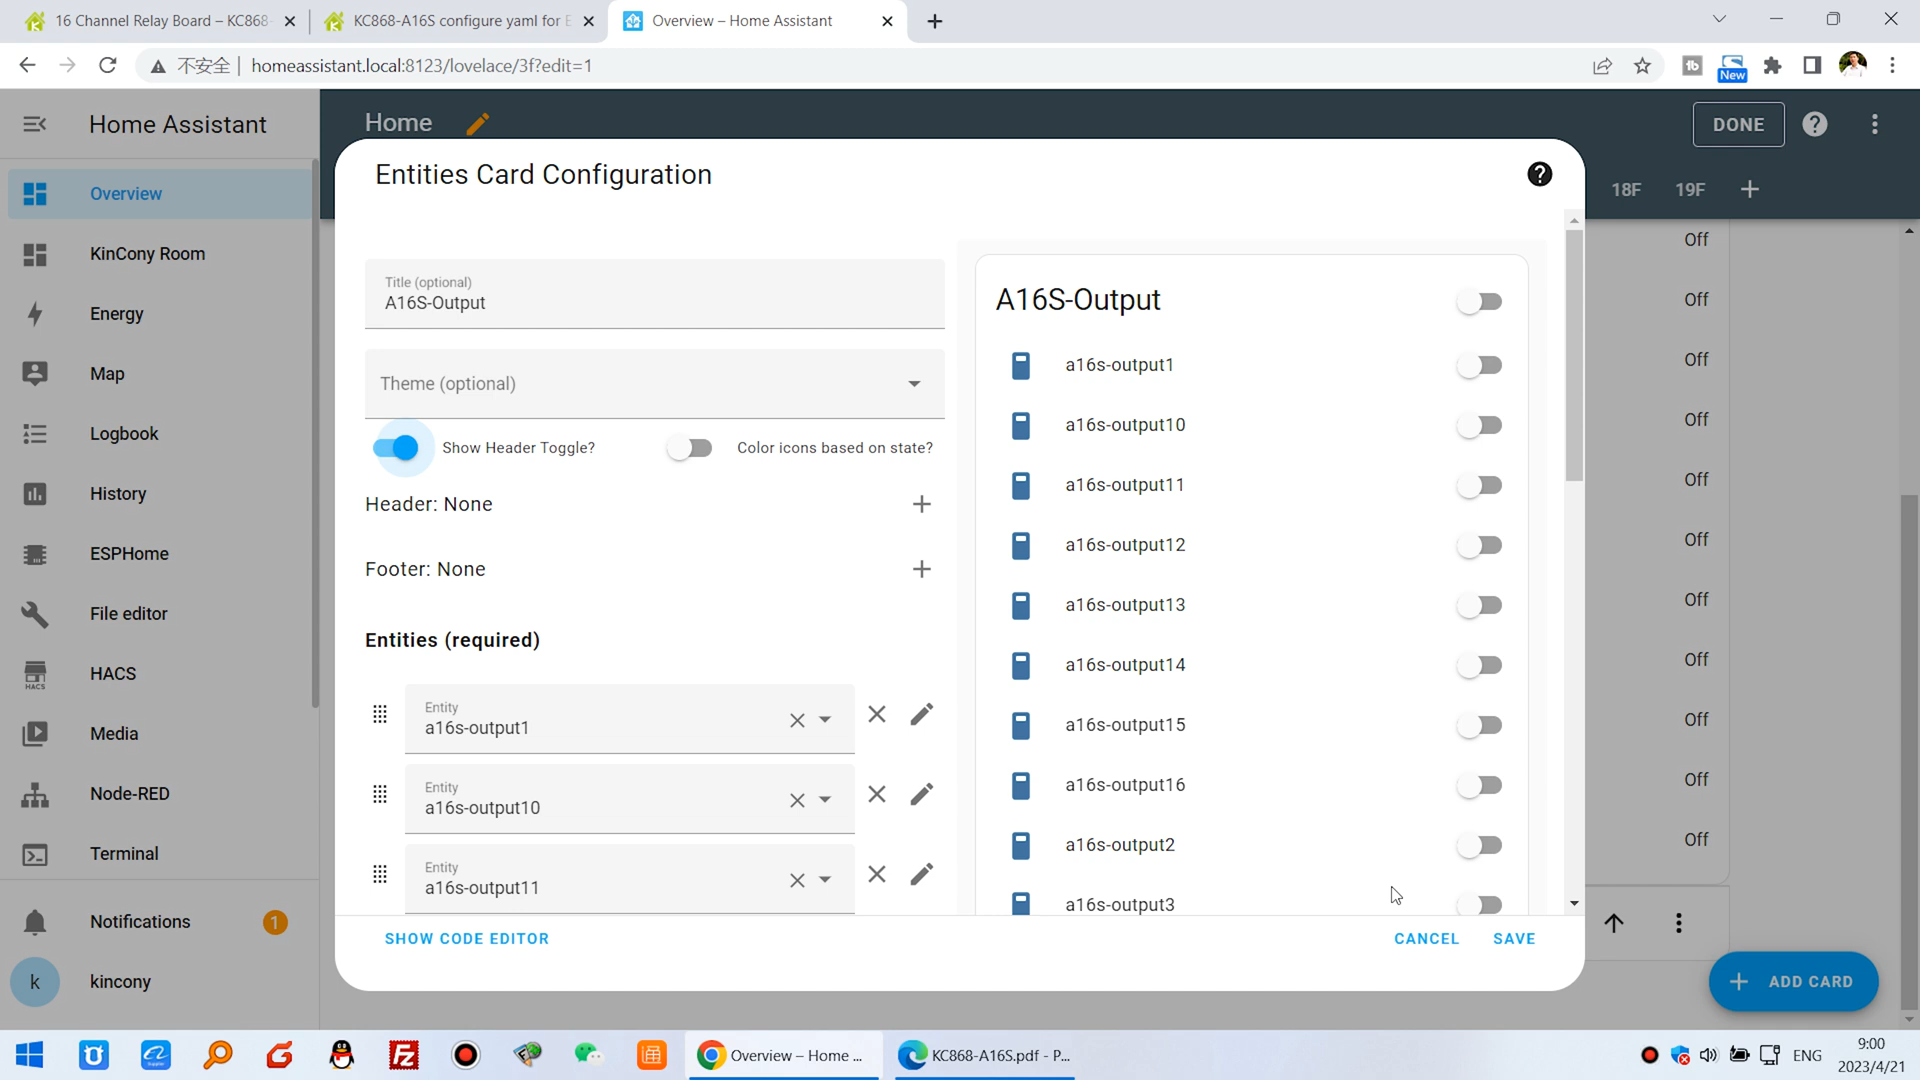 16 Channel Relay Board – KC868-
KC868-A16S configure yaml for E
Overview – Home Assistant
不安全
homeassistant.local:8123/lovelace/3f?edit=1
New
Home Assistant
Home
DONE
Overview
KinCony Room
Energy
Map
Logbook
History
ESPHome
File editor
HACS
HACS
Media
Node-RED
Terminal
Notifications
1
k
kincony
Entities Card Configuration
18F
19F
Title (optional)
A16S-Output
Theme (optional)
Show Header Toggle?
Color icons based on state?
Header: None
Footer: None
Entities (required)
Entity
a16s-output1
Entity
a16s-output10
Entity
a16s-output11
A16S-Output
a16s-output1
a16s-output10
a16s-output11
a16s-output12
a16s-output13
a16s-output14
a16s-output15
a16s-output16
a16s-output2
a16s-output3
SHOW CODE EDITOR
CANCEL
SAVE
Off
Off
Off
Off
Off
Off
Off
Off
Off
Off
Off
ADD CARD
Overview – Home ...
KC868-A16S.pdf - P...
ENG
9:00
2023/4/21